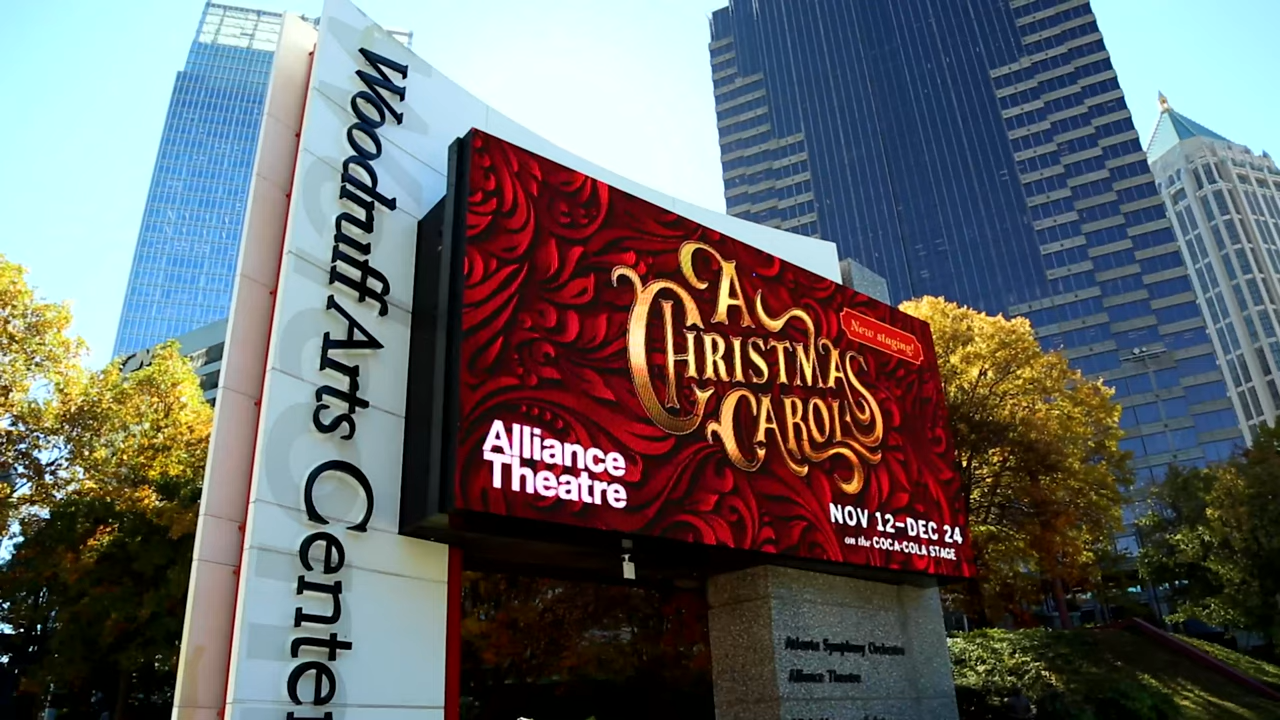 Woodruff Arts Center
A
CHRISTMAS
CAROL
New staging!
Alliance
Theatre
NOV 12–DEC 24
on the COCA-COLA STAGE
Atlanta Symphony Orchestra
Alliance Theatre